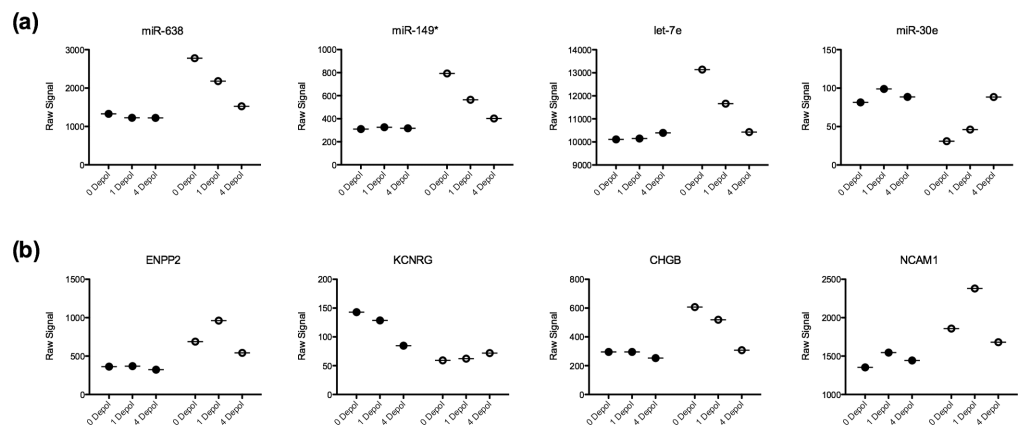 (a)
miR-638 miR-149* let-7e miR-30e
Raw Signal Raw Signal Raw Signal Raw Signal
3000 1000 14000 150
2000 800 13000 100
1000 600 12000 50
0 400 11000 0
200 10000
0 9000
0 Depol 1 Depol 4 Depol 0 Depol 1 Depol 4 Depol 0 Depol 1 Depol 4 Depol 0 Depol 1 Depol 4 Depol 0 Depol 1 Depol 4 Depol 0 Depol 1 Depol 4 Depol 0 Depol 1 Depol 4 Depol 0 Depol 1 Depol 4 Depol
(b)
ENPP2 KCNRG CHGB NCAM1
Raw Signal Raw Signal Raw Signal Raw Signal
1500 200 800 2500
1000 150 600 2000
500 100 400 1500
0 50 200 1000
0 0
0 Depol 1 Depol 4 Depol 0 Depol 1 Depol 4 Depol 0 Depol 1 Depol 4 Depol 0 Depol 1 Depol 4 Depol 0 Depol 1 Depol 4 Depol 0 Depol 1 Depol 4 Depol 0 Depol 1 Depol 4 Depol 0 Depol 1 Depol 4 Depol